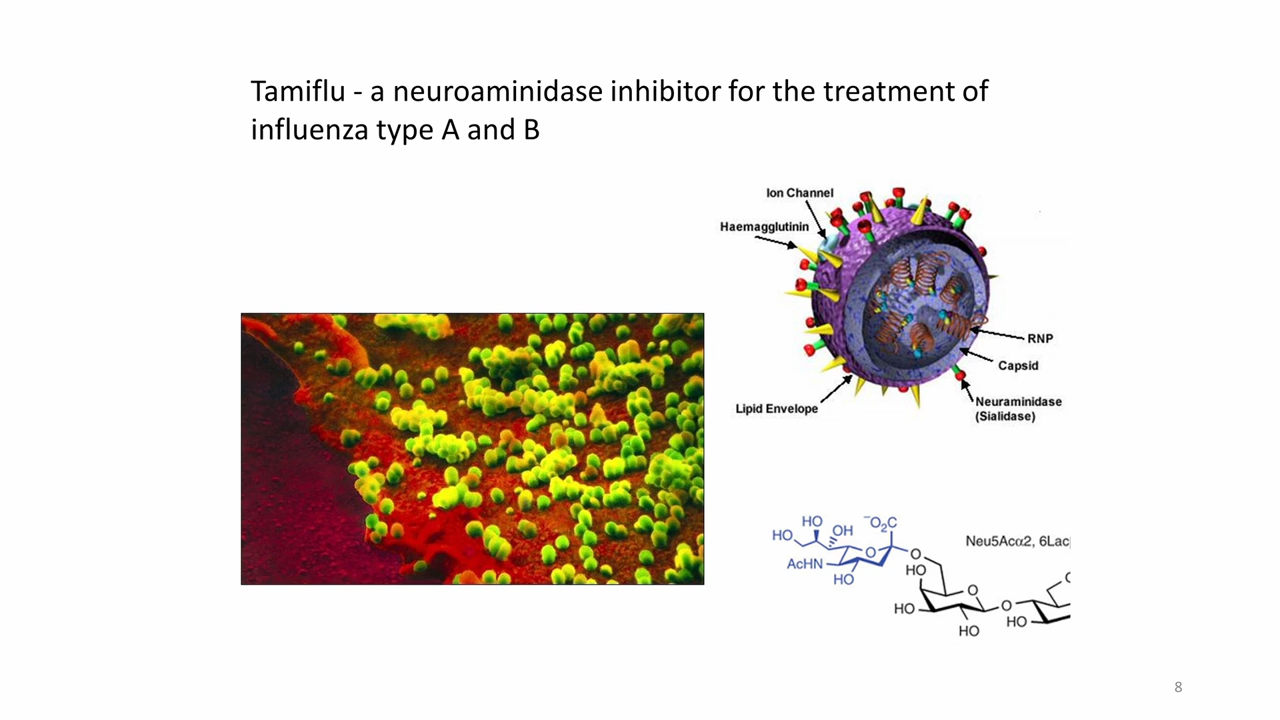 Tamiflu - a neuroaminidase inhibitor for the treatment of
influenza type A and B
Ion Channel
Haemagglutinin
RNP
Capsid
Neuraminidase
(Sialidase)
Lipid Envelope
HO
HO
OH
⁻O₂C
HO
AcHN
O
O
HO
Neu5Acα2, 6Lac
HO
O
HO
O
HO
HO
8